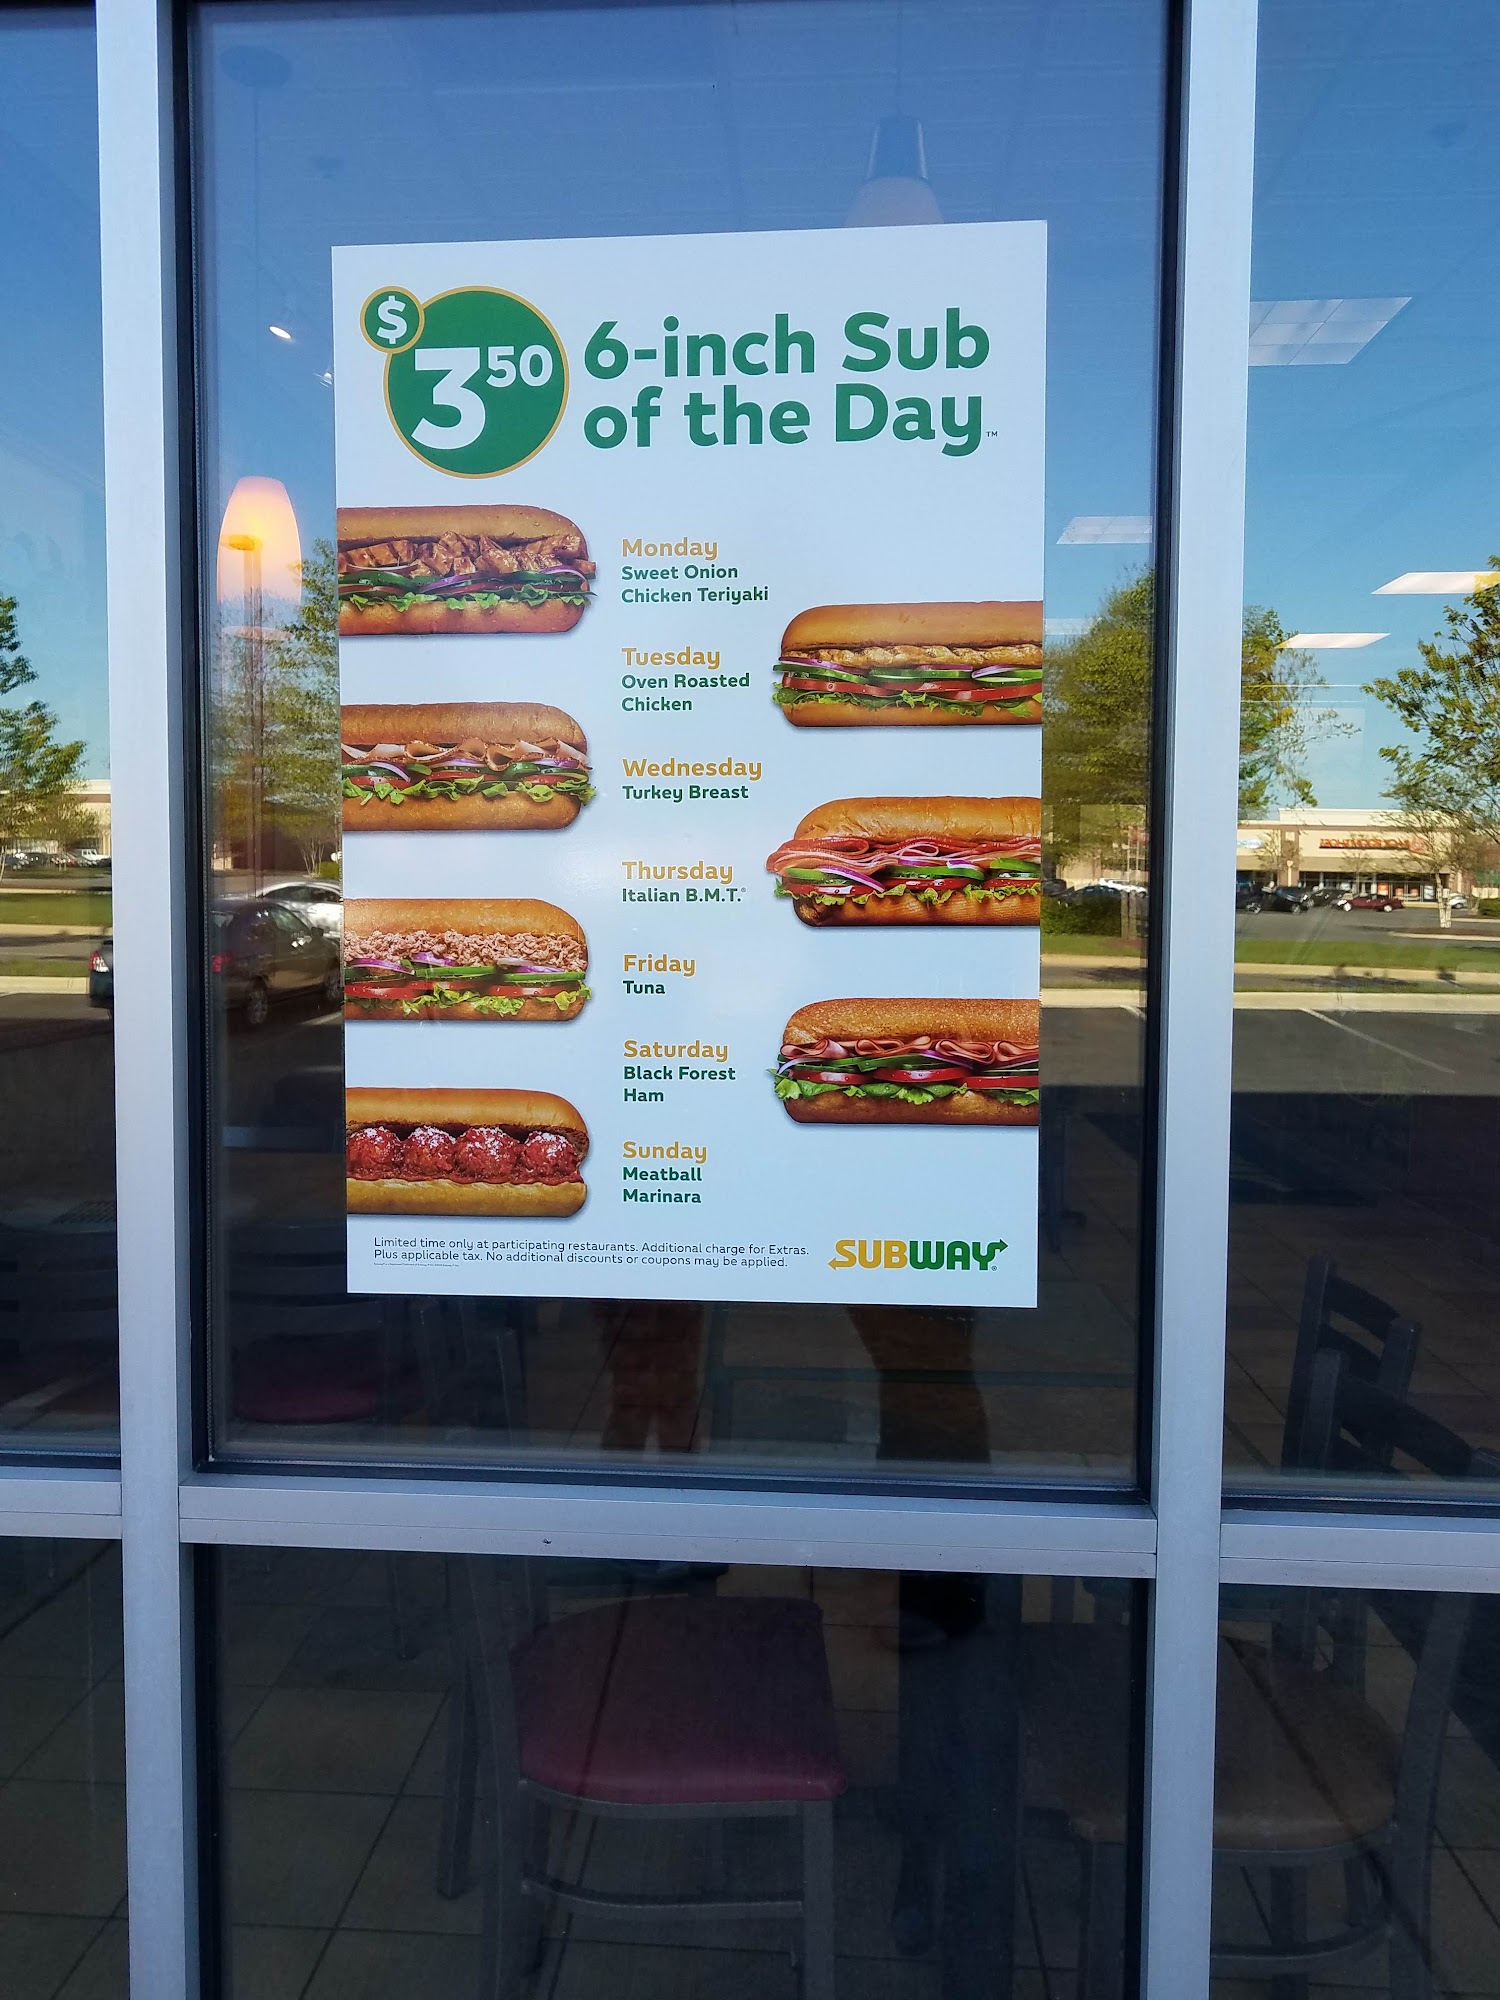 $3.50
6-inch Sub
of the Day™
Monday
Sweet Onion
Chicken Teriyaki
Tuesday
Oven Roasted
Chicken
Wednesday
Turkey Breast
Thursday
Italian B.M.T.®
Friday
Tuna
Saturday
Black Forest
Ham
Sunday
Meatball
Marinara
Limited time only at participating restaurants. Additional charge for Extras.
Plus applicable tax. No additional discounts or coupons may be applied.
SUBWAY®